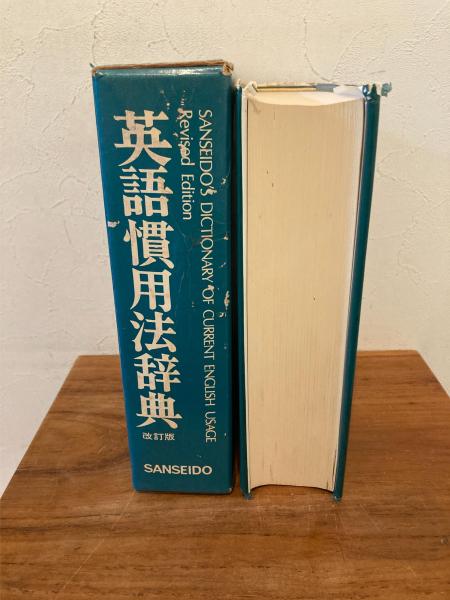 SANSEIDO'S DICTIONARY OF CURRENT ENGLISH USAGE
Revised Edition
英語慣用法辞典
改訂版
SANSEIDO